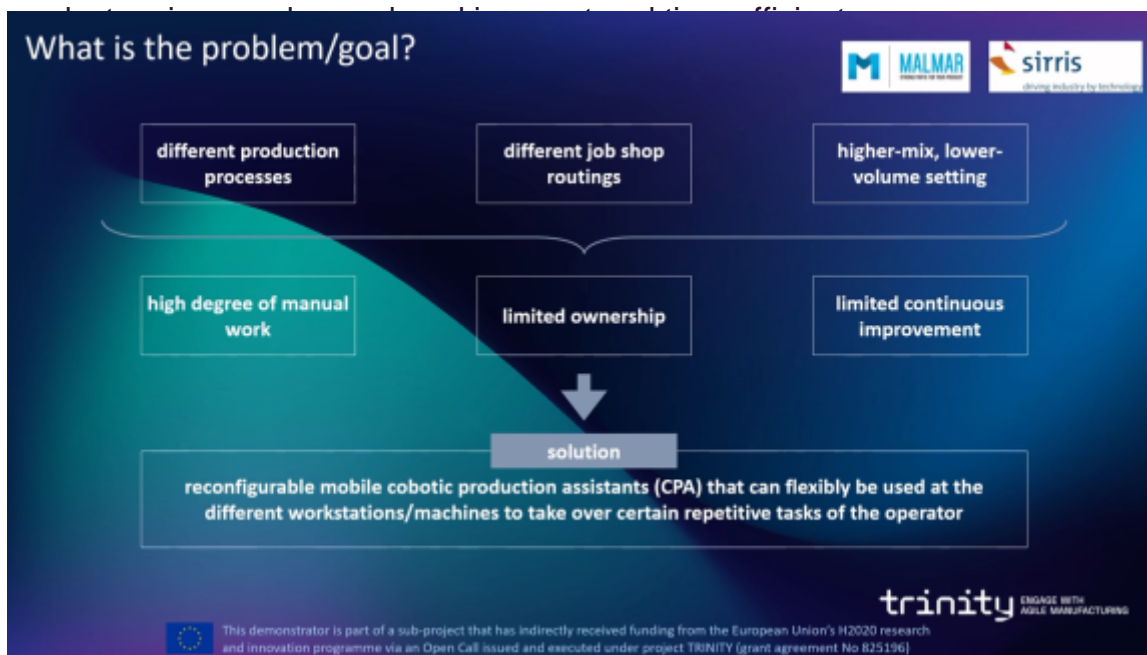 What is the problem/goal?
M MALMAR
sirris
driving industry by technology
different production
processes
different job shop
routings
higher-mix, lower-
volume setting
high degree of manual
work
limited ownership
limited continuous
improvement
solution
reconfigurable mobile cobotic production assistants (CPA) that can flexibly be used at the
different workstations/machines to take over certain repetitive tasks of the operator
trinity ENGAGE WITH
AGILE MANUFACTURING
This demonstrator is part of a sub-project that has indirectly received funding from the European Union's H2020 research
and innovation programme via an Open Call issued and executed under project TRINITY (grant agreement No 825196)